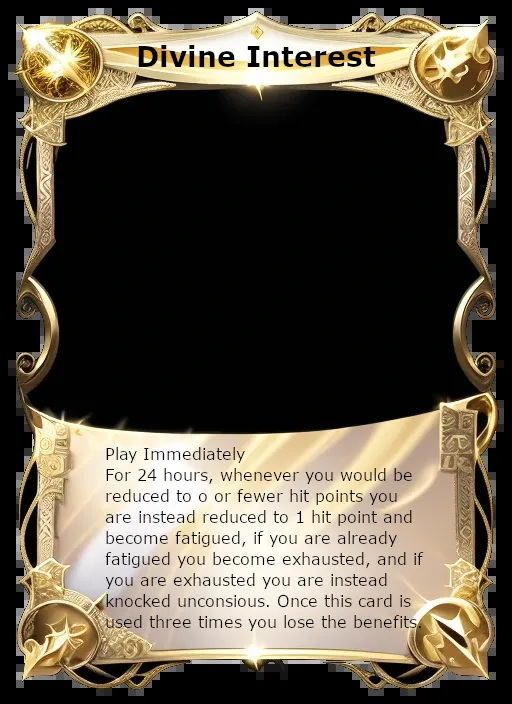 Divine Interest
Play Immediately
For 24 hours, whenever you would be
reduced to 0 or fewer hit points you
are instead reduced to 1 hit point and
become fatigued, if you are already
fatigued you become exhausted, and if
you are exhausted you are instead
knocked unconsious. Once this card is
used three times you lose the benefits.